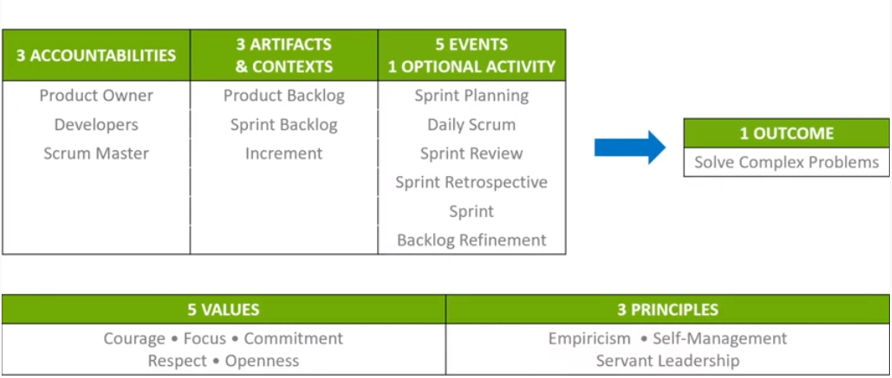 3 ACCOUNTABILITIES
3 ARTIFACTS
& CONTEXTS
5 EVENTS
1 OPTIONAL ACTIVITY
Product Owner
Developers
Scrum Master
Product Backlog
Sprint Backlog
Increment
Sprint Planning
Daily Scrum
Sprint Review
Sprint Retrospective
Sprint
Backlog Refinement
1 OUTCOME
Solve Complex Problems
5 VALUES
Courage • Focus • Commitment
Respect • Openness
3 PRINCIPLES
Empiricism • Self-Management
Servant Leadership